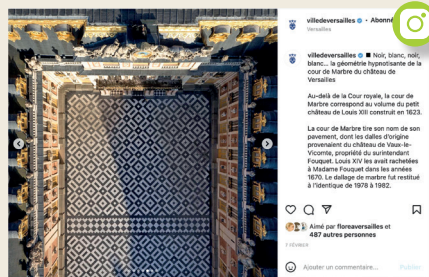 villedeversailles • Abonné
Versailles
villedeversailles ■ Noir, blanc, noir,
blanc... la géométrie hypnotisante de la
cour de Marbre du château de
Versailles
Au-delà de la Cour royale, la cour de
Marbre correspond au volume du petit
château de Louis XIII construit en 1623.
La cour de Marbre tire son nom de son
pavement, dont les dalles d'origine
provenaient du château de Vaux-le-
Vicomte, propriété du surintendant
Fouquet. Louis XIV les avait rachetées
à Madame Fouquet dans les années
1670. Le dallage de marbre fut restitué
à l'identique de 1978 à 1982.
Aimé par floreaversailles et
487 autres personnes
7 FÉVRIER
Ajouter un commentaire...
Publier